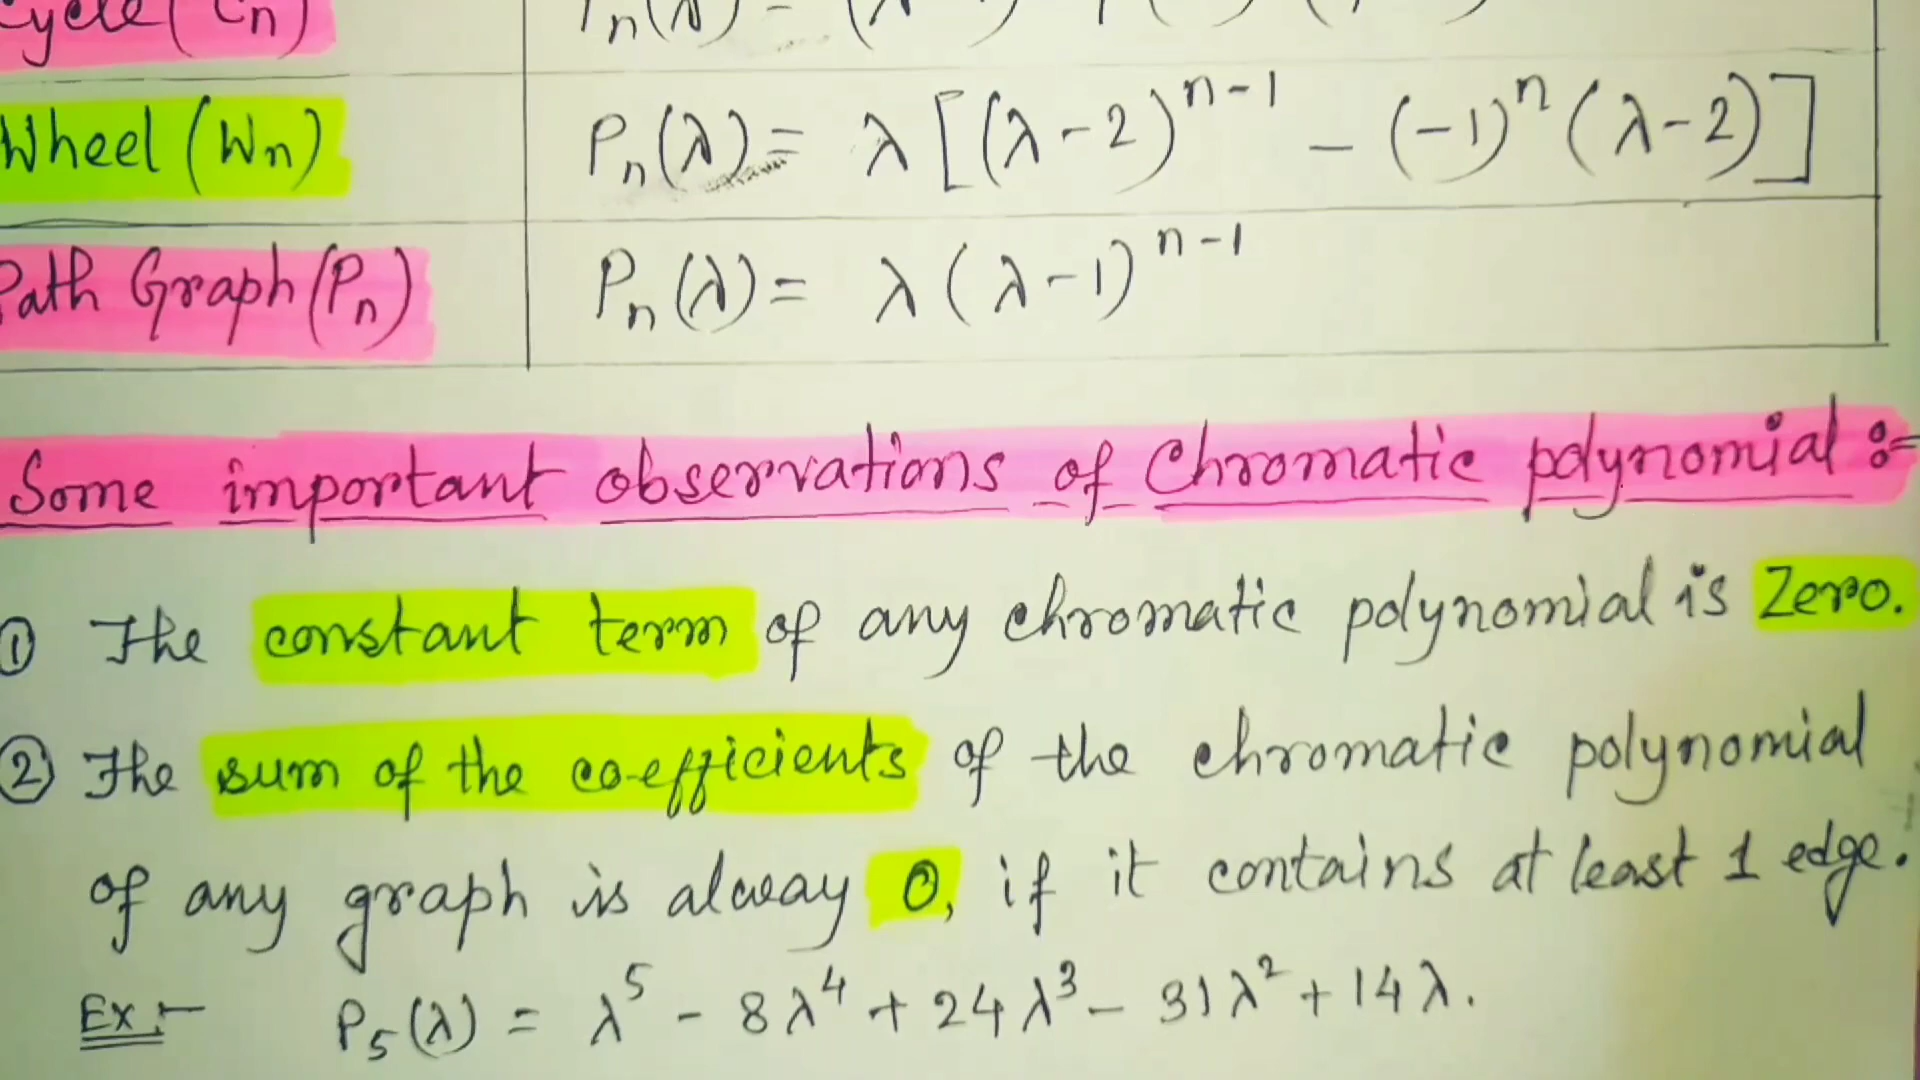 Cycle (Cn)
Wheel (Wn)
Pn(λ) = λ [(λ-2)^n-1 - (-1)^n (λ-2)]
Path Graph (Pn)
Pn(λ) = λ (λ-1)^n-1
Some important observations of Chromatic polynomial :-
① The constant term of any chromatic polynomial is Zero.
② The sum of the co-efficients of the chromatic polynomial
of any graph is alway 0, if it contains at least 1 edge.
Ex :- P5(λ) = λ^5 - 8λ^4 + 24λ^3 - 31λ^2 + 14λ.